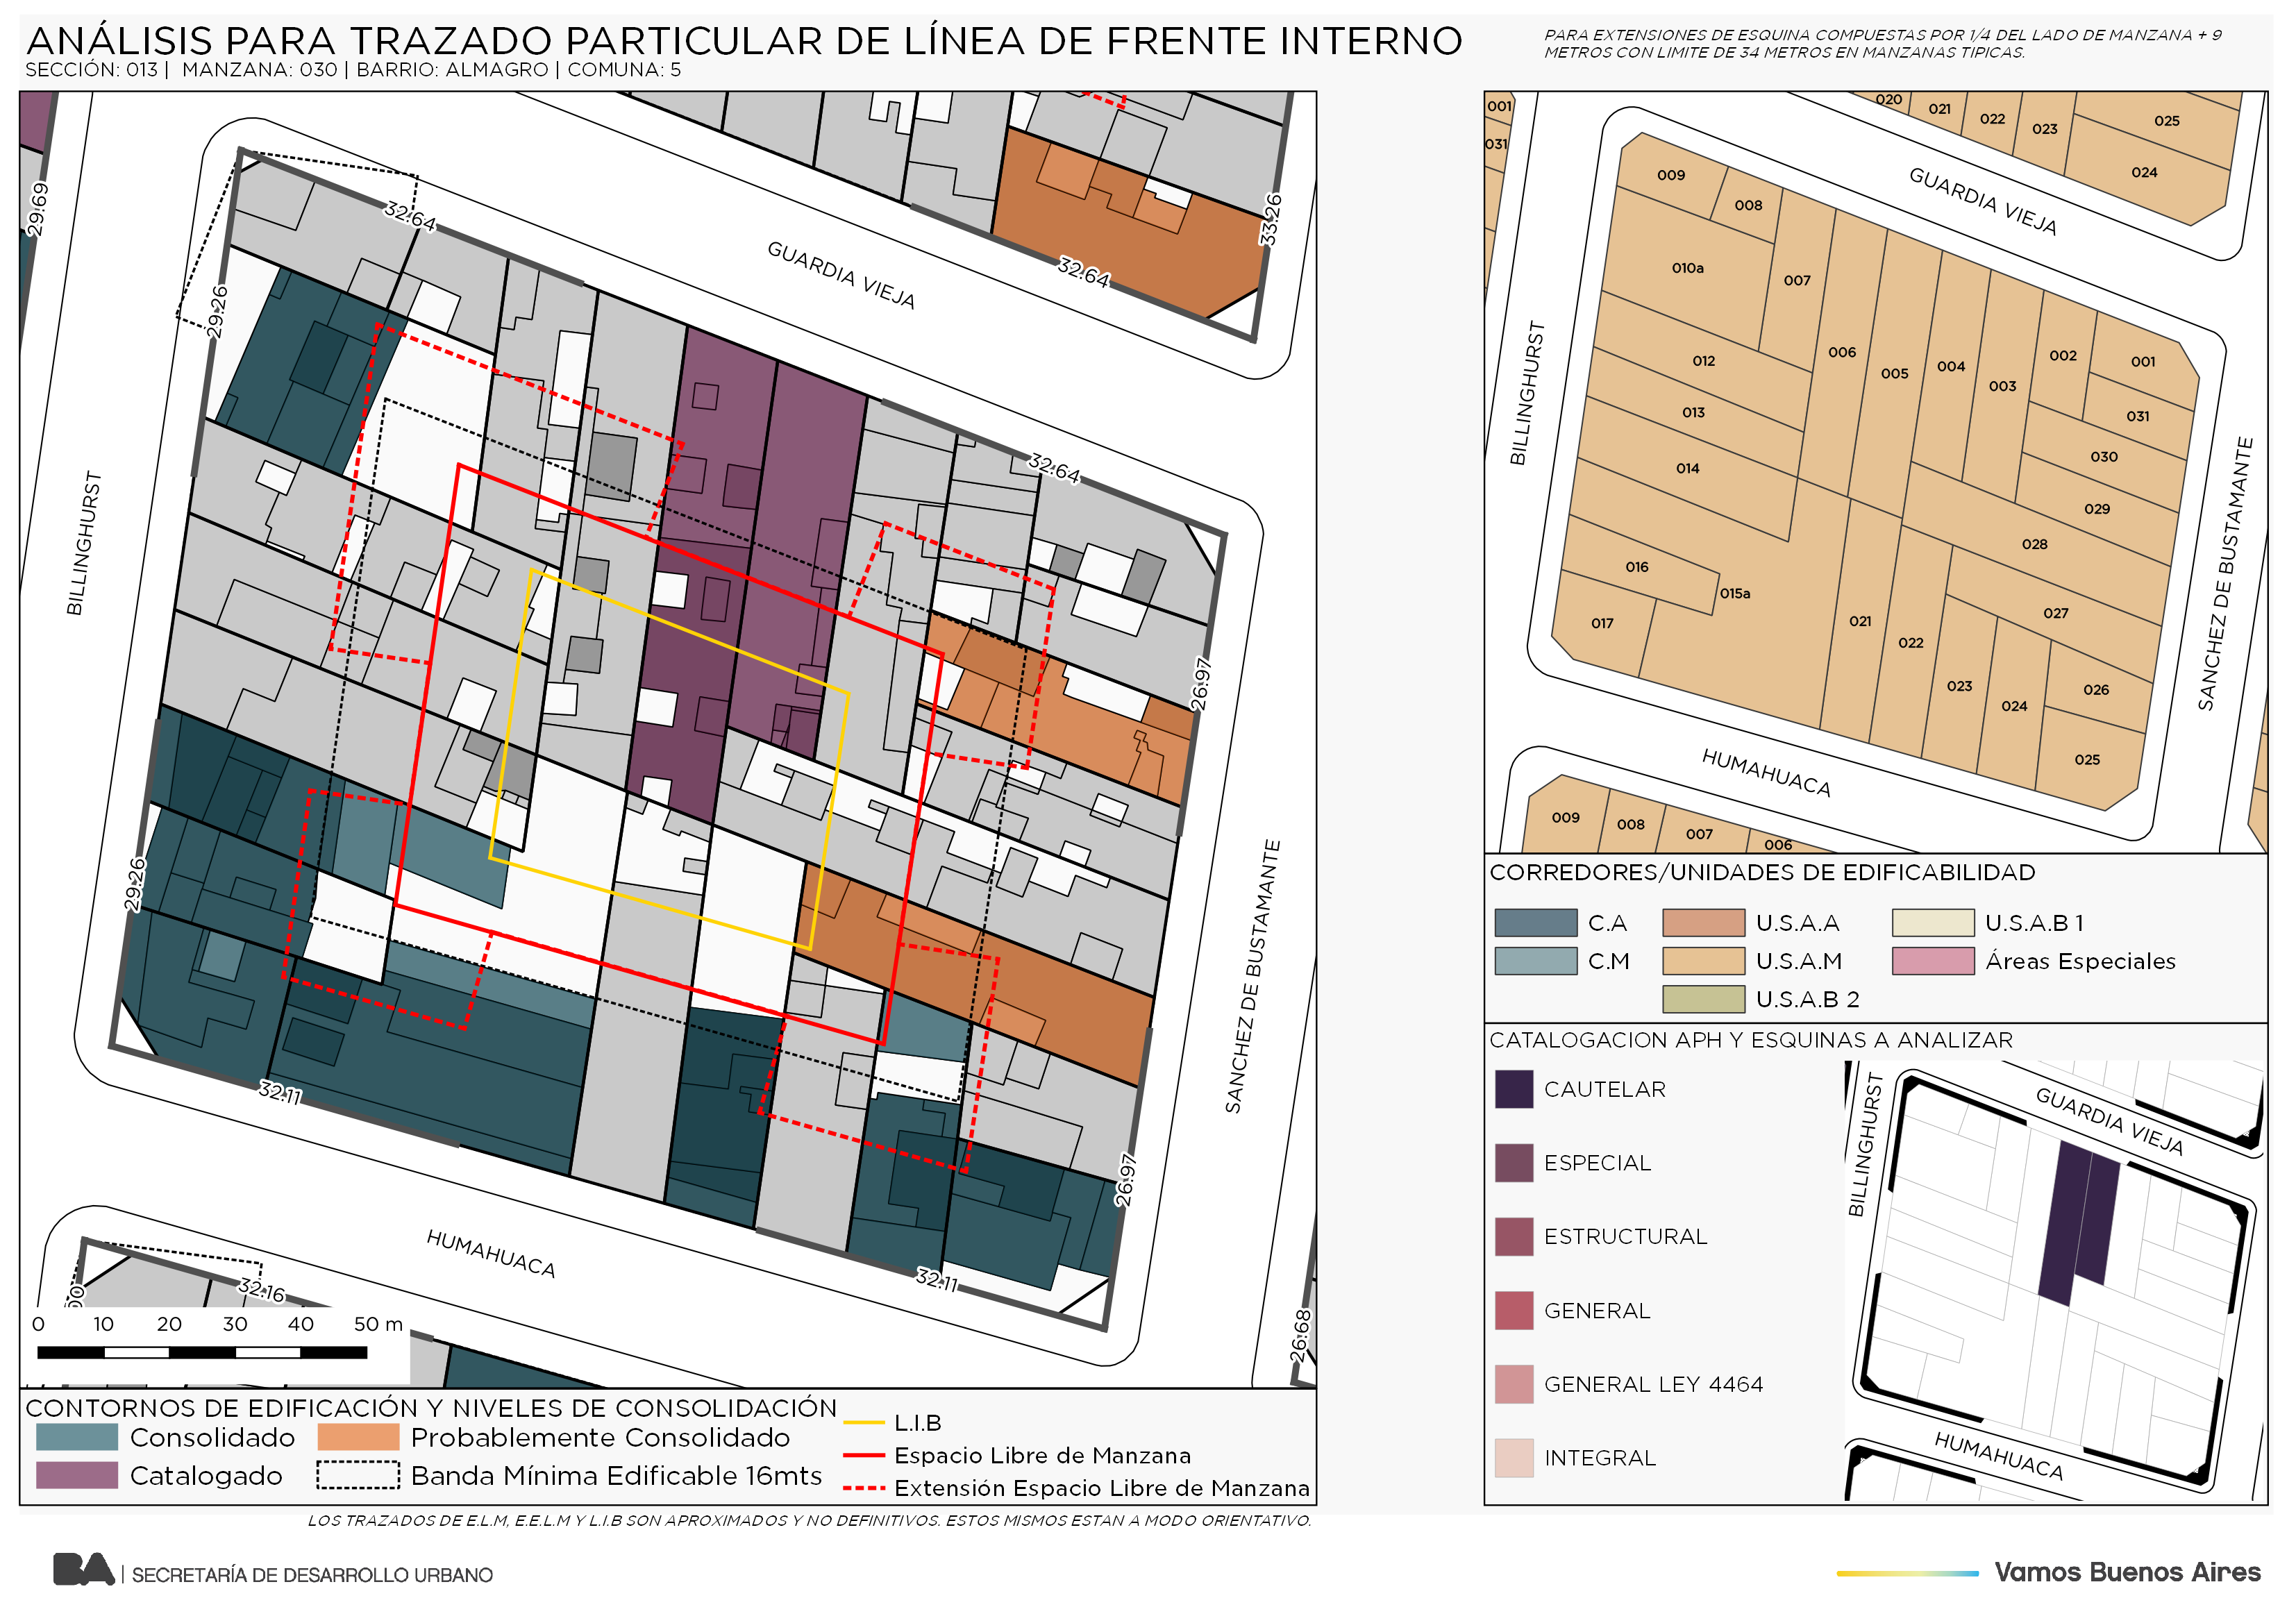 ANÁLISIS PARA TRAZADO PARTICULAR DE LÍNEA DE FRENTE INTERNO
SECCIÓN: 013 | MANZANA: 030 | BARRIO: ALMAGRO | COMUNA: 5
PARA EXTENSIONES DE ESQUINA COMPUESTAS POR 1/4 DEL LADO DE MANZANA + 9
METROS CON LIMITE DE 34 METROS EN MANZANAS TIPICAS.
29.69
32.64
GUARDIA VIEJA
32.64
33.26
29.26
32.64
BILLINGHURST
26.97
29.26
SANCHEZ DE BUSTAMANTE
32.11
26.97
32.11
HUMAHUACA
32.16
26.68
0 10 20 30 40 50 m
CONTORNOS DE EDIFICACIÓN Y NIVELES DE CONSOLIDACIÓN
Consolidado
Probablemente Consolidado
Catalogado
Banda Mínima Edificable 16mts
L.I.B
Espacio Libre de Manzana
Extensión Espacio Libre de Manzana
LOS TRAZADOS DE E.L.M, E.E.L.M Y L.I.B SON APROXIMADOS Y NO DEFINITIVOS. ESTOS MISMOS ESTAN A MODO ORIENTATIVO.
001
031
020
021
022
023
025
024
GUARDIA VIEJA
009
008
010a
007
006
005
004
003
002
001
031
030
029
012
013
014
028
016
015a
017
027
021
022
023
024
026
025
BILLINGHURST
SANCHEZ DE BUSTAMANTE
HUMAHUACA
009
008
007
006
CORREDORES/UNIDADES DE EDIFICABILIDAD
C.A
U.S.A.A
U.S.A.B 1
C.M
U.S.A.M
Áreas Especiales
U.S.A.B 2
CATALOGACION APH Y ESQUINAS A ANALIZAR
CAUTELAR
ESPECIAL
ESTRUCTURAL
GENERAL
GENERAL LEY 4464
INTEGRAL
BILLINGHURST
GUARDIA VIEJA
HUMAHUACA
BA | SECRETARÍA DE DESARROLLO URBANO
Vamos Buenos Aires